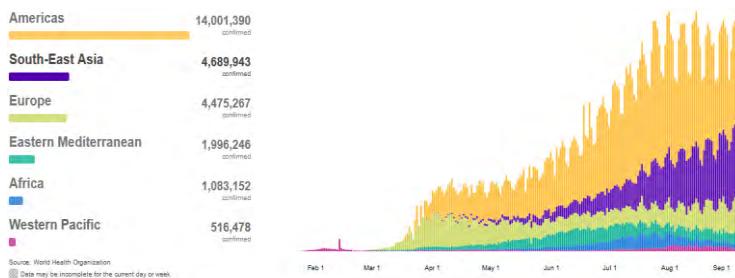 Americas 14,001,390
confirmed
South-East Asia 4,689,943
confirmed
Europe 4,475,267
confirmed
Eastern Mediterranean 1,996,246
confirmed
Africa 1,083,152
confirmed
Western Pacific 516,478
confirmed
Source: World Health Organization
Data may be incomplete for the current day or week.
Feb 1 Mar 1 Apr 1 May 1 Jun 1 Jul 1 Aug 1 Sep 1